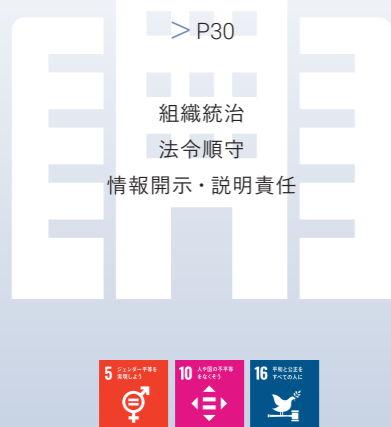 > P30
組織統治
法令順守
情報開示・説明責任
5 ジェンダー平等を
実現しよう
10 人や国の不平等
をなくそう
16 平和と公正を
すべての人に